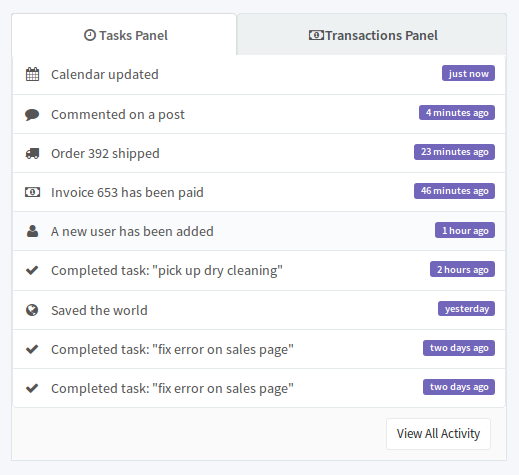 Tasks Panel
Transactions Panel
Calendar updated just now
Commented on a post 4 minutes ago
Order 392 shipped 23 minutes ago
Invoice 653 has been paid 46 minutes ago
A new user has been added 1 hour ago
Completed task: "pick up dry cleaning" 2 hours ago
Saved the world yesterday
Completed task: "fix error on sales page" two days ago
Completed task: "fix error on sales page" two days ago
View All Activity